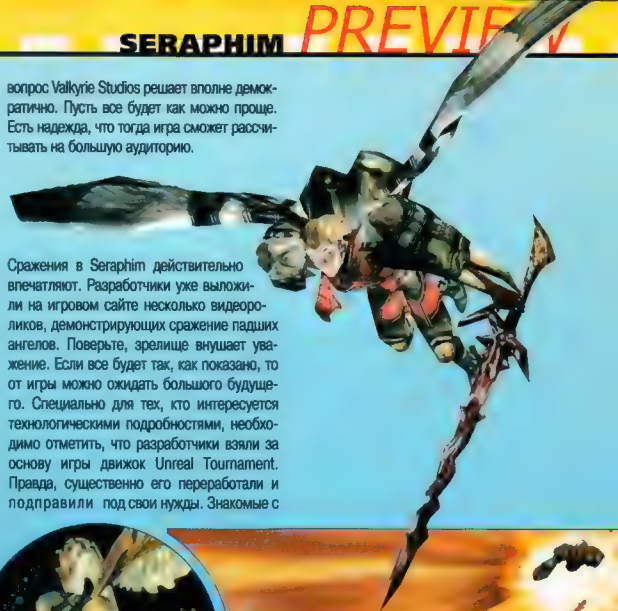 SERAPHIM PREVIEW
вопрос Valkyrie Studios решает вполне демок-
ратично. Пусть все будет как можно проще.
Есть надежда, что тогда игра сможет рассчи-
тывать на большую аудиторию.
Сражения в Seraphim действительно
впечатляют. Разработчики уже выложи-
ли на игровом сайте несколько видеоро-
ликов, демонстрирующих сражение падших
ангелов. Поверьте, зрелище внушает ува-
жение. Если все будет так, как показано, то
от игры можно ожидать большого будуще-
го. Специально для тех, кто интересуется
технологическими подробностями, необхо-
димо отметить, что разработчики взяли за
основу игры движок Unreal Tournament.
Правда, существенно его переработали и
подправили под свои нужды. Знакомые с